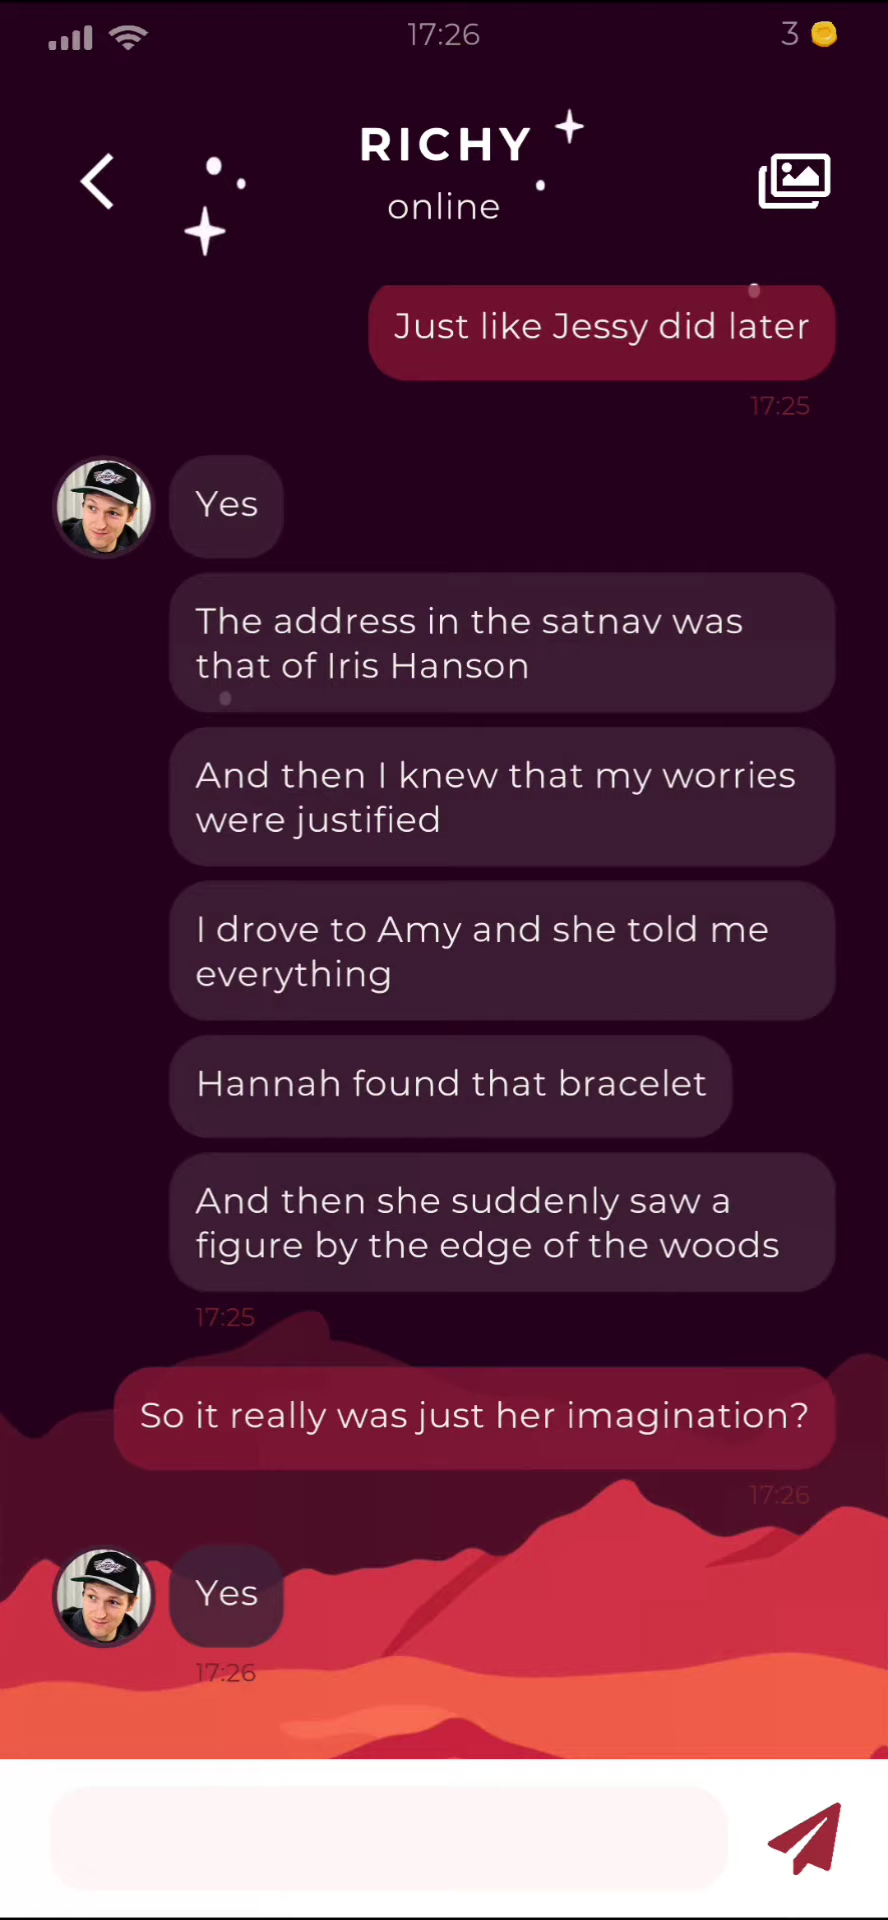 17:26
3
RICHY
online
Just like Jessy did later
17:25
Yes
The address in the satnav was
that of Iris Hanson
And then I knew that my worries
were justified
I drove to Amy and she told me
everything
Hannah found that bracelet
And then she suddenly saw a
figure by the edge of the woods
17:25
So it really was just her imagination?
17:26
Yes
17:26